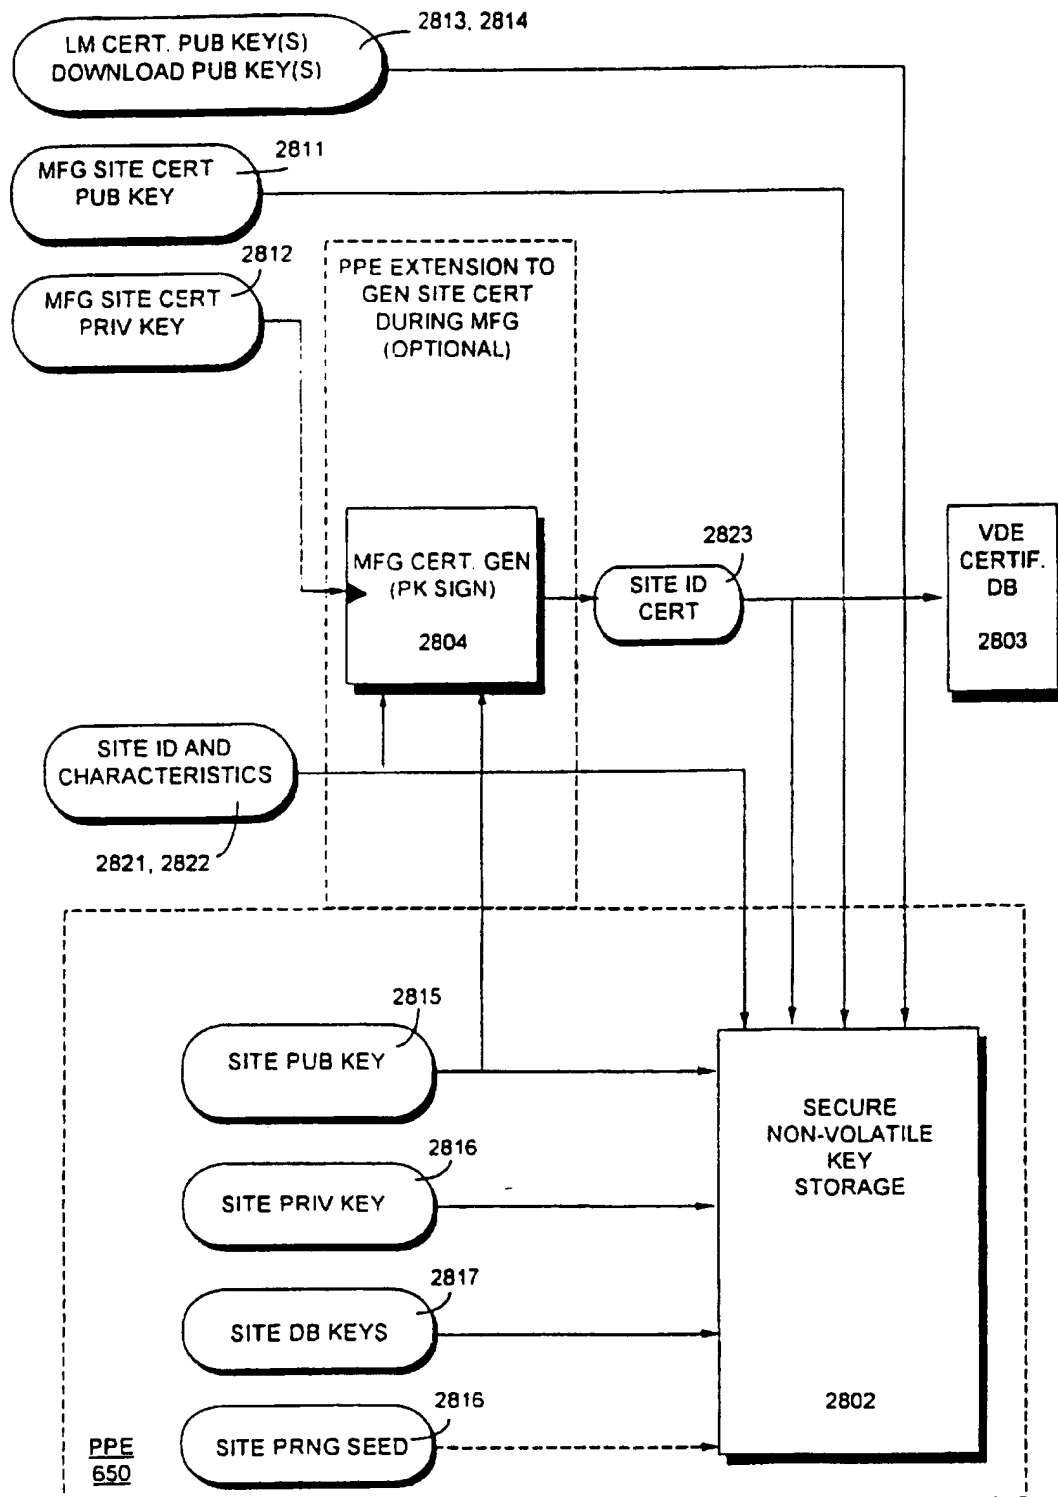 2813, 2814
LM CERT. PUB KEY(S)
DOWNLOAD PUB KEY(S)
2811
MFG SITE CERT
PUB KEY
2812
MFG SITE CERT
PRIV KEY
PPE EXTENSION TO
GEN SITE CERT
DURING MFG
(OPTIONAL)
MFG CERT. GEN
(PK SIGN)
2804
2823
SITE ID
CERT
VDE
CERTIF.
DB
2803
SITE ID AND
CHARACTERISTICS
2821, 2822
2815
SITE PUB KEY
2816
SITE PRIV KEY
2817
SITE DB KEYS
2816
SITE PRNG SEED
SECURE
NON-VOLATILE
KEY
STORAGE
2802
PPE
650